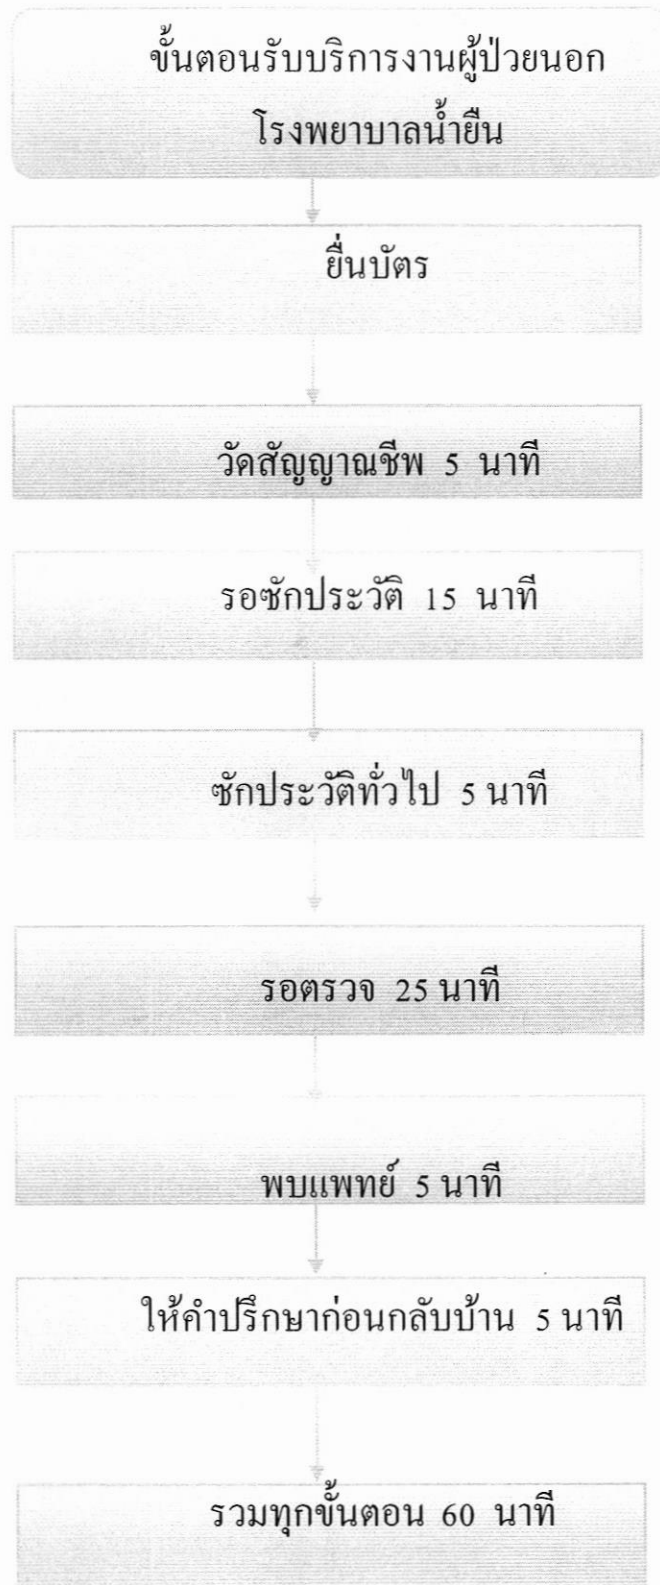 ขั้นตอนรับบริการงานผู้ป่วยนอก
โรงพยาบาลน้ำยืน
ยื่นบัตร
วัดสัญญาณชีพ 5 นาที
รอซักประวัติ 15 นาที
ซักประวัติทั่วไป 5 นาที
รอตรวจ 25 นาที
พบแพทย์ 5 นาที
ให้คำปรึกษาก่อนกลับบ้าน 5 นาที
รวมทุกขั้นตอน 60 นาที